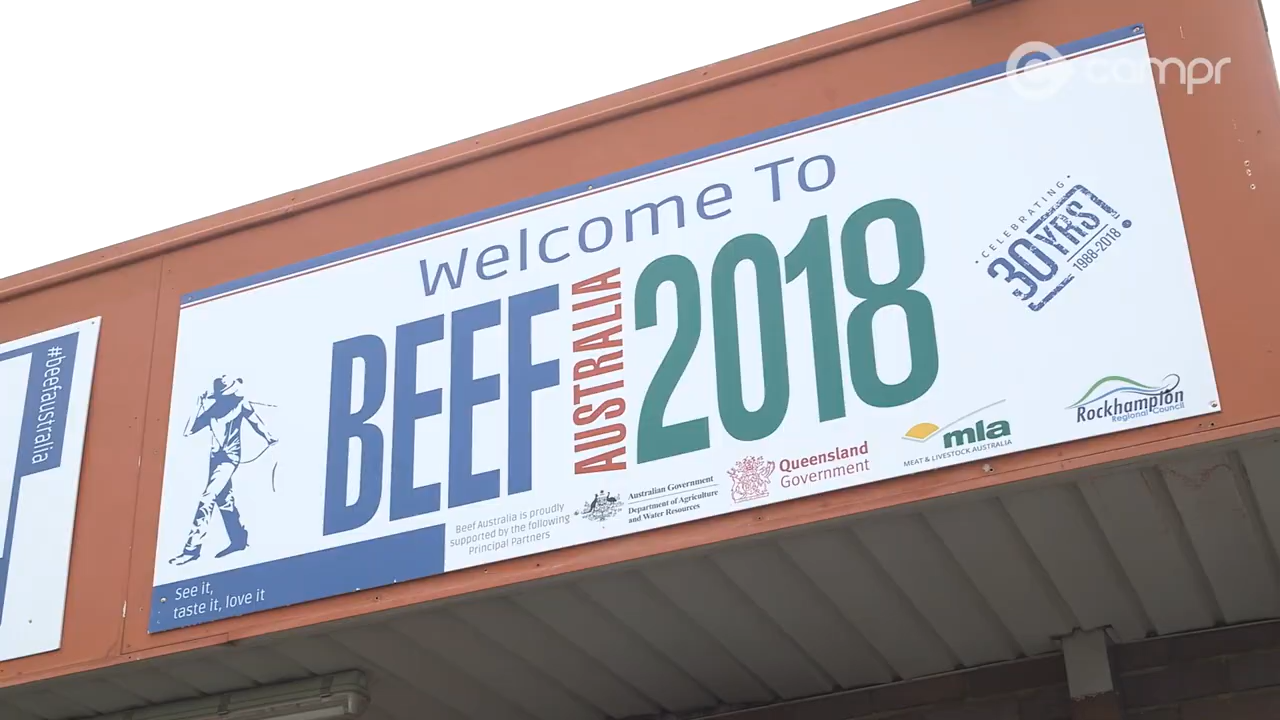 campr
Welcome To
BEEF
AUSTRALIA
2018
• CELEBRATING •
30YRS!
1988-2018
#beefaustralia
See it,
taste it, love it
Beef Australia is proudly
supported by the following
Principal Partners
Australian Government
Department of Agriculture
and Water Resources
Queensland
Government
mla
MEAT & LIVESTOCK AUSTRALIA
Rockhampton
Regional Council